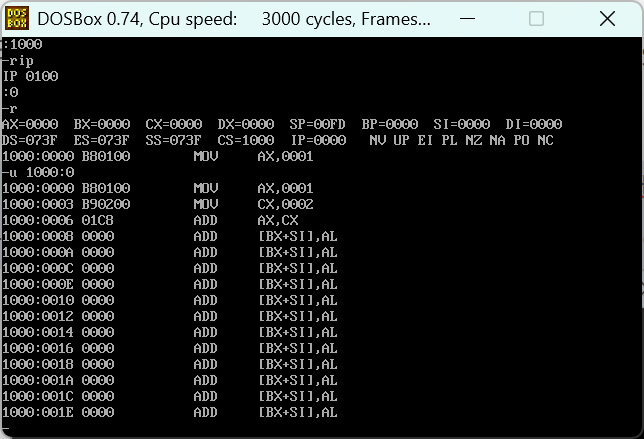 DOS BOX DOSBox 0.74, Cpu speed: 3000 cycles, Frames...
:1000
-rip
IP 0100
:0
-r
AX=0000 BX=0000 CX=0000 DX=0000 SP=00FD BP=0000 SI=0000 DI=0000
DS=073F ES=073F SS=073F CS=1000 IP=0000 NV UP EI PL NZ NA PO NC
1000:0000 B80100 MOV AX,0001
-u 1000:0
1000:0000 B80100 MOV AX,0001
1000:0003 B90200 MOV CX,0002
1000:0006 01C8 ADD AX,CX
1000:0008 0000 ADD [BX+SI],AL
1000:000A 0000 ADD [BX+SI],AL
1000:000C 0000 ADD [BX+SI],AL
1000:000E 0000 ADD [BX+SI],AL
1000:0010 0000 ADD [BX+SI],AL
1000:0012 0000 ADD [BX+SI],AL
1000:0014 0000 ADD [BX+SI],AL
1000:0016 0000 ADD [BX+SI],AL
1000:0018 0000 ADD [BX+SI],AL
1000:001A 0000 ADD [BX+SI],AL
1000:001C 0000 ADD [BX+SI],AL
1000:001E 0000 ADD [BX+SI],AL
-